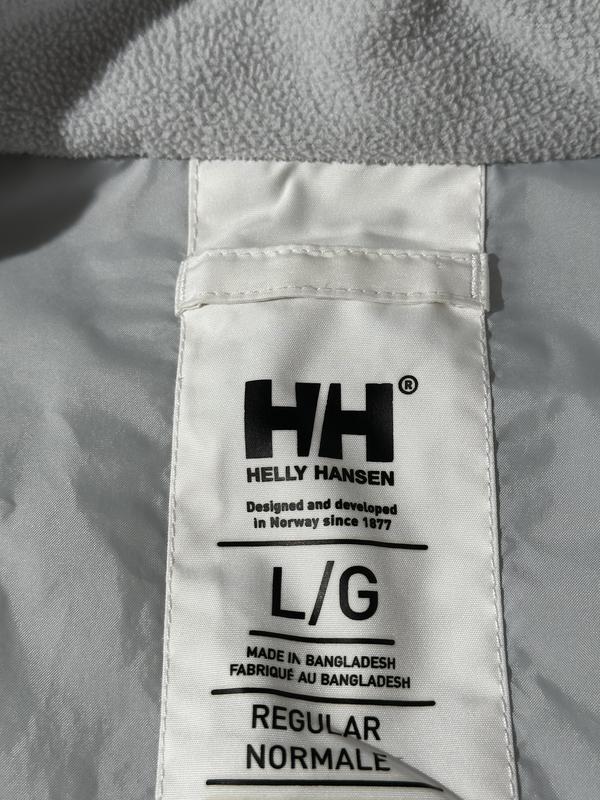 HH®
HELLY HANSEN
Designed and developed
in Norway since 1877
L/G
MADE IN BANGLADESH
FABRIQUÉ AU BANGLADESH
REGULAR
NORMALE